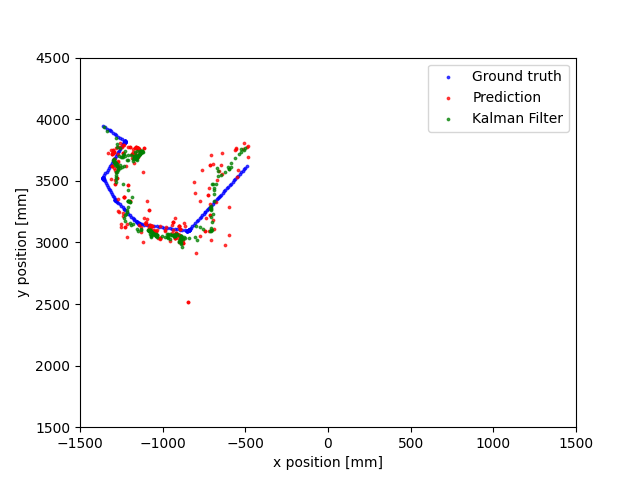 4500
4000
3500
3000
2500
2000
1500
y position [mm]
−1500
−1000
−500
0
500
1000
1500
x position [mm]
Ground truth
Prediction
Kalman Filter